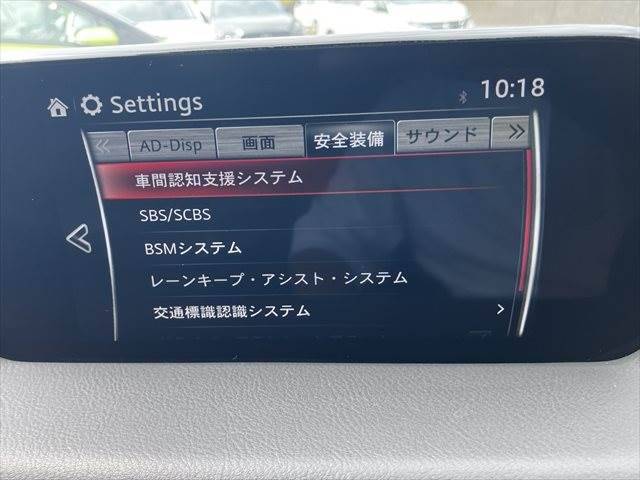 Settings 10:18
AD-Disp 画面 安全装備 サウンド
車間認知支援システム
SBS/SCBS
BSMシステム
レーンキープ・アシスト・システム
交通標識認識システム